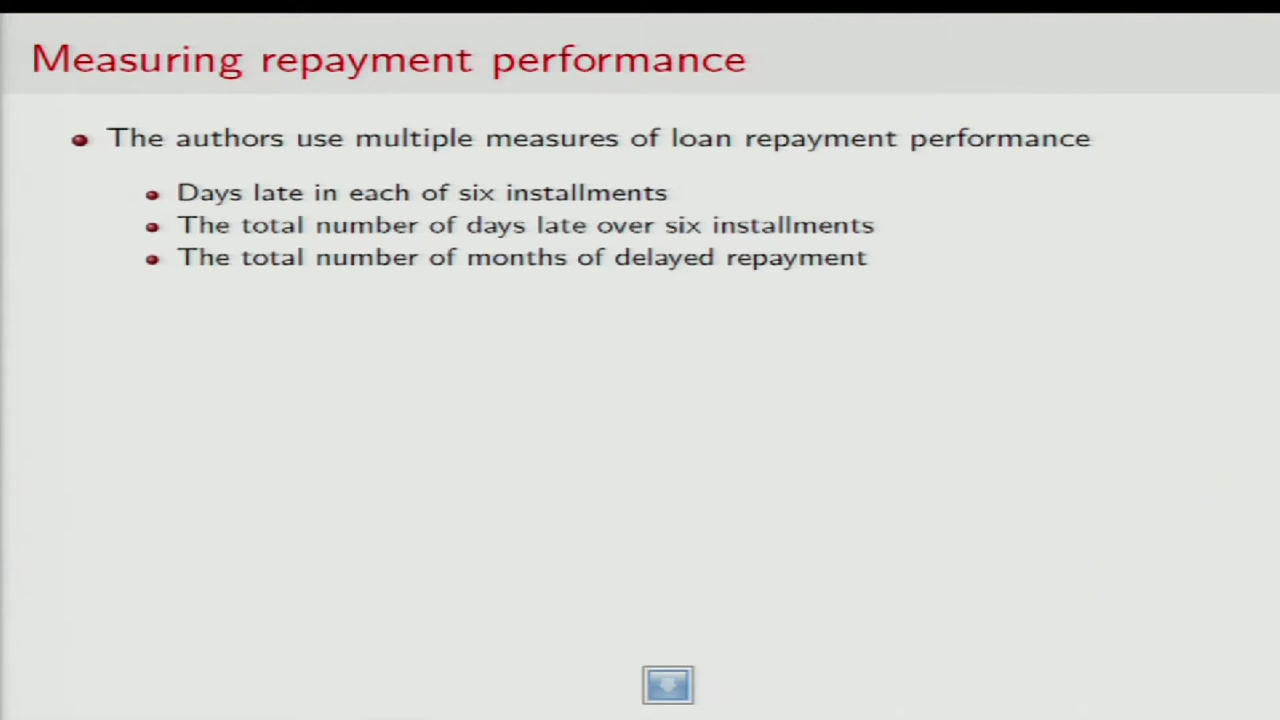 Measuring repayment performance
The authors use multiple measures of loan repayment performance
Days late in each of six installments
The total number of days late over six installments
The total number of months of delayed repayment